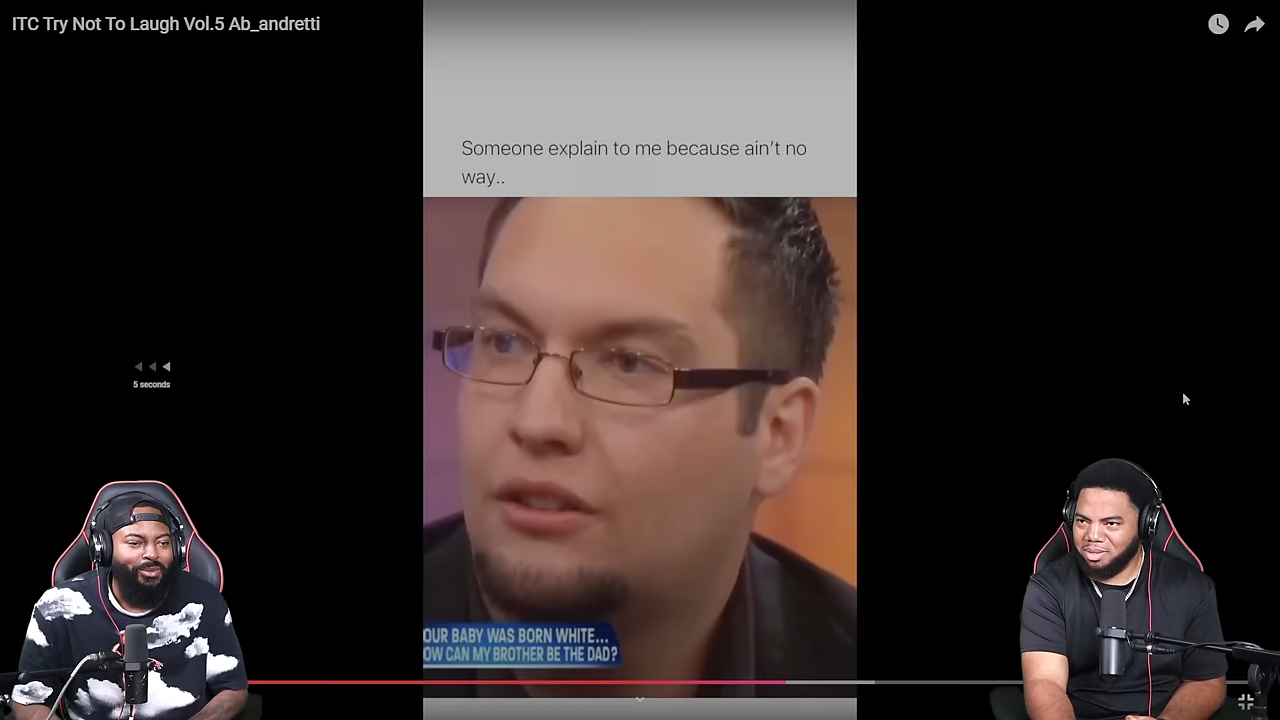 ITC Try Not To Laugh Vol.5 Ab_andretti
Someone explain to me because ain't no
way..
5 seconds
OUR BABY WAS BORN WHITE...
OW CAN MY BROTHER BE THE DAD?